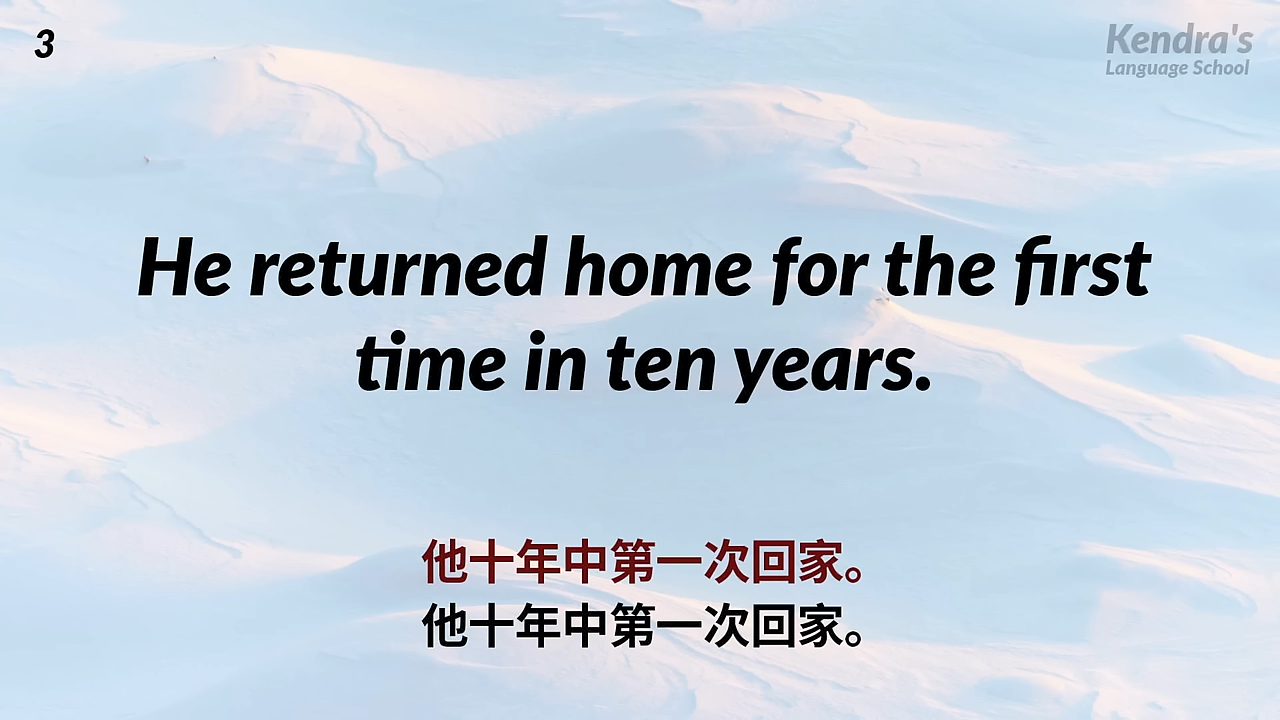 3
Kendra's
Language School
He returned home for the first
time in ten years.
他十年中第一次回家。
他十年中第一次回家。